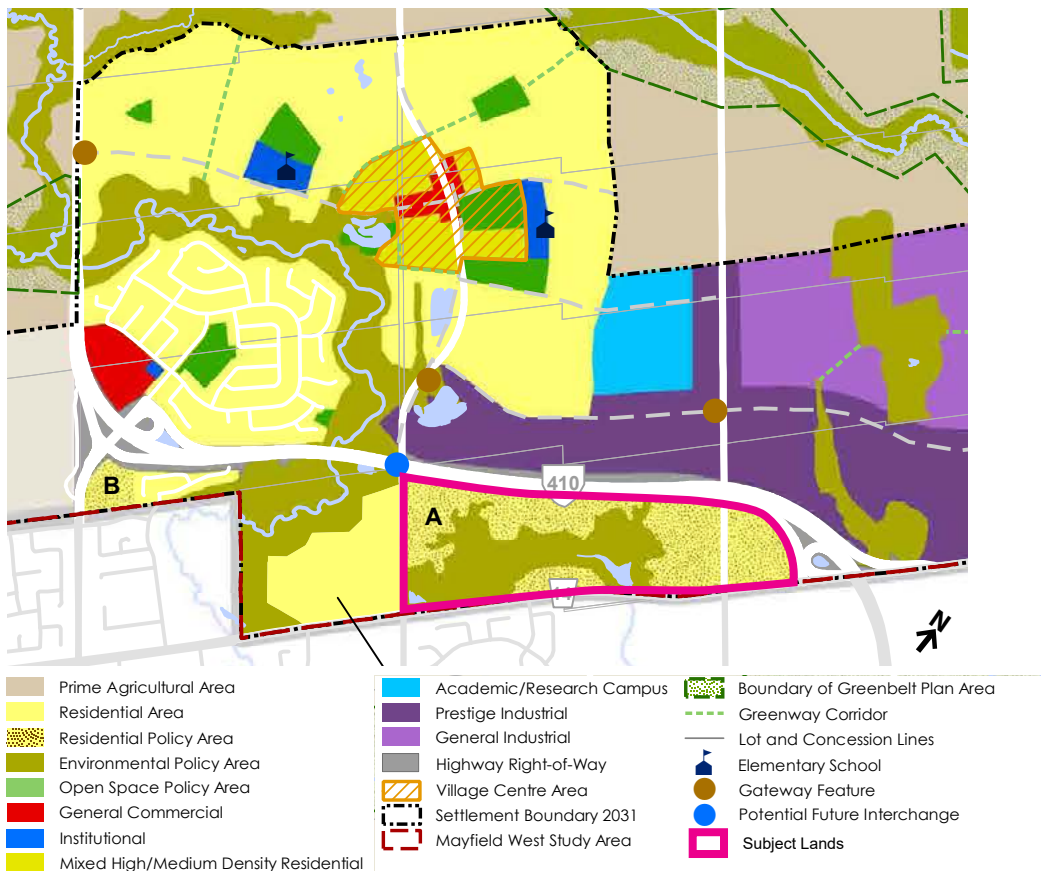 410
A
B
N
Prime Agricultural Area
Residential Area
Residential Policy Area
Environmental Policy Area
Open Space Policy Area
General Commercial
Institutional
Mixed High/Medium Density Residential
Academic/Research Campus
Prestige Industrial
General Industrial
Highway Right-of-Way
Village Centre Area
Settlement Boundary 2031
Mayfield West Study Area
Boundary of Greenbelt Plan Area
Greenway Corridor
Lot and Concession Lines
Elementary School
Gateway Feature
Potential Future Interchange
Subject Lands